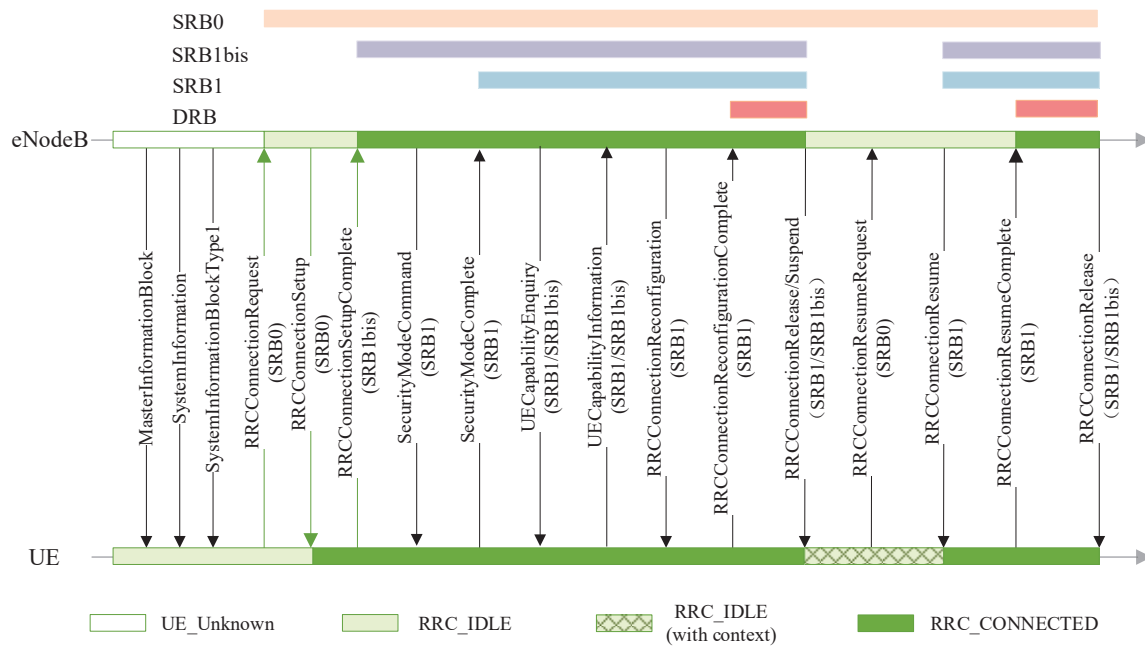 SRB0
SRB1bis
SRB1
DRB
eNodeB
MasterInformationBlock
SystemInformation
SystemInformationBlockType1
RRCConnectionRequest
(SRB0)
RRCConnectionSetup
(SRB0)
RRCConnectionSetupComplete
(SRB1bis)
SecurityModeCommand
(SRB1)
SecurityModeComplete
(SRB1)
UECapabilityEnquiry
(SRB1/SRB1bis)
UECapabilityInformation
(SRB1/SRB1bis)
RRCConnectionReconfiguration
(SRB1)
RRCConnectionReconfigurationComplete
(SRB1)
RRCConnectionRelease/Suspend
（SRB1/SRB1bis)
RRCConnectionResumeRequest
(SRB0)
RRCConnectionResume
(SRB1)
RRCConnectionResumeComplete
(SRB1)
RRCConnectionRelease
（SRB1/SRB1bis)
UE
UE_Unknown
RRC_IDLE
RRC_IDLE
(with context)
RRC_CONNECTED